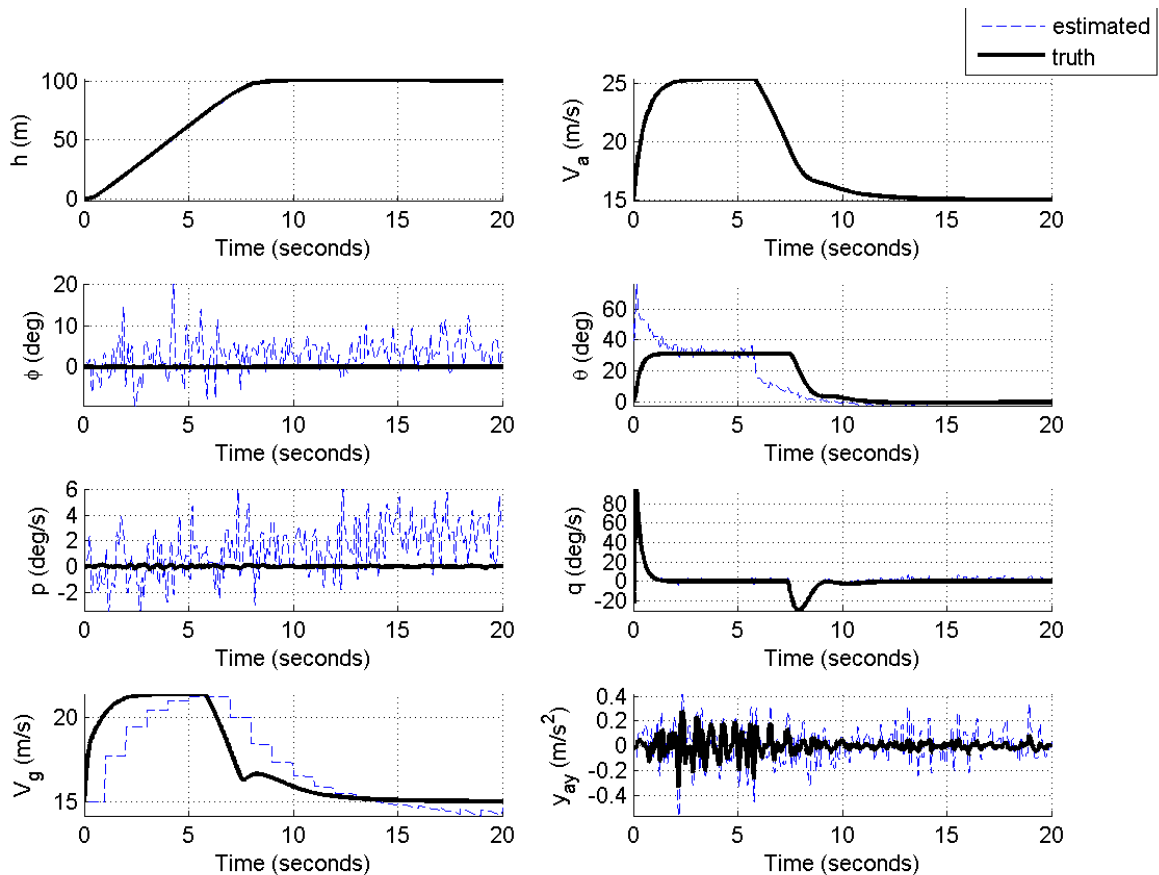 estimated
truth
100
50
0
h (m)
0 5 10 15 20
Time (seconds)
25
20
15
V_a (m/s)
0 5 10 15 20
Time (seconds)
20
10
0
ϕ (deg)
0 5 10 15 20
Time (seconds)
60
40
20
0
θ (deg)
0 5 10 15 20
Time (seconds)
6
4
2
0
-2
p (deg/s)
0 5 10 15 20
Time (seconds)
80
60
40
20
0
-20
q (deg/s)
0 5 10 15 20
Time (seconds)
20
15
V_g (m/s)
0 5 10 15 20
Time (seconds)
0.4
0.2
0
-0.2
-0.4
y_ay (m/s²)
0 5 10 15 20
Time (seconds)